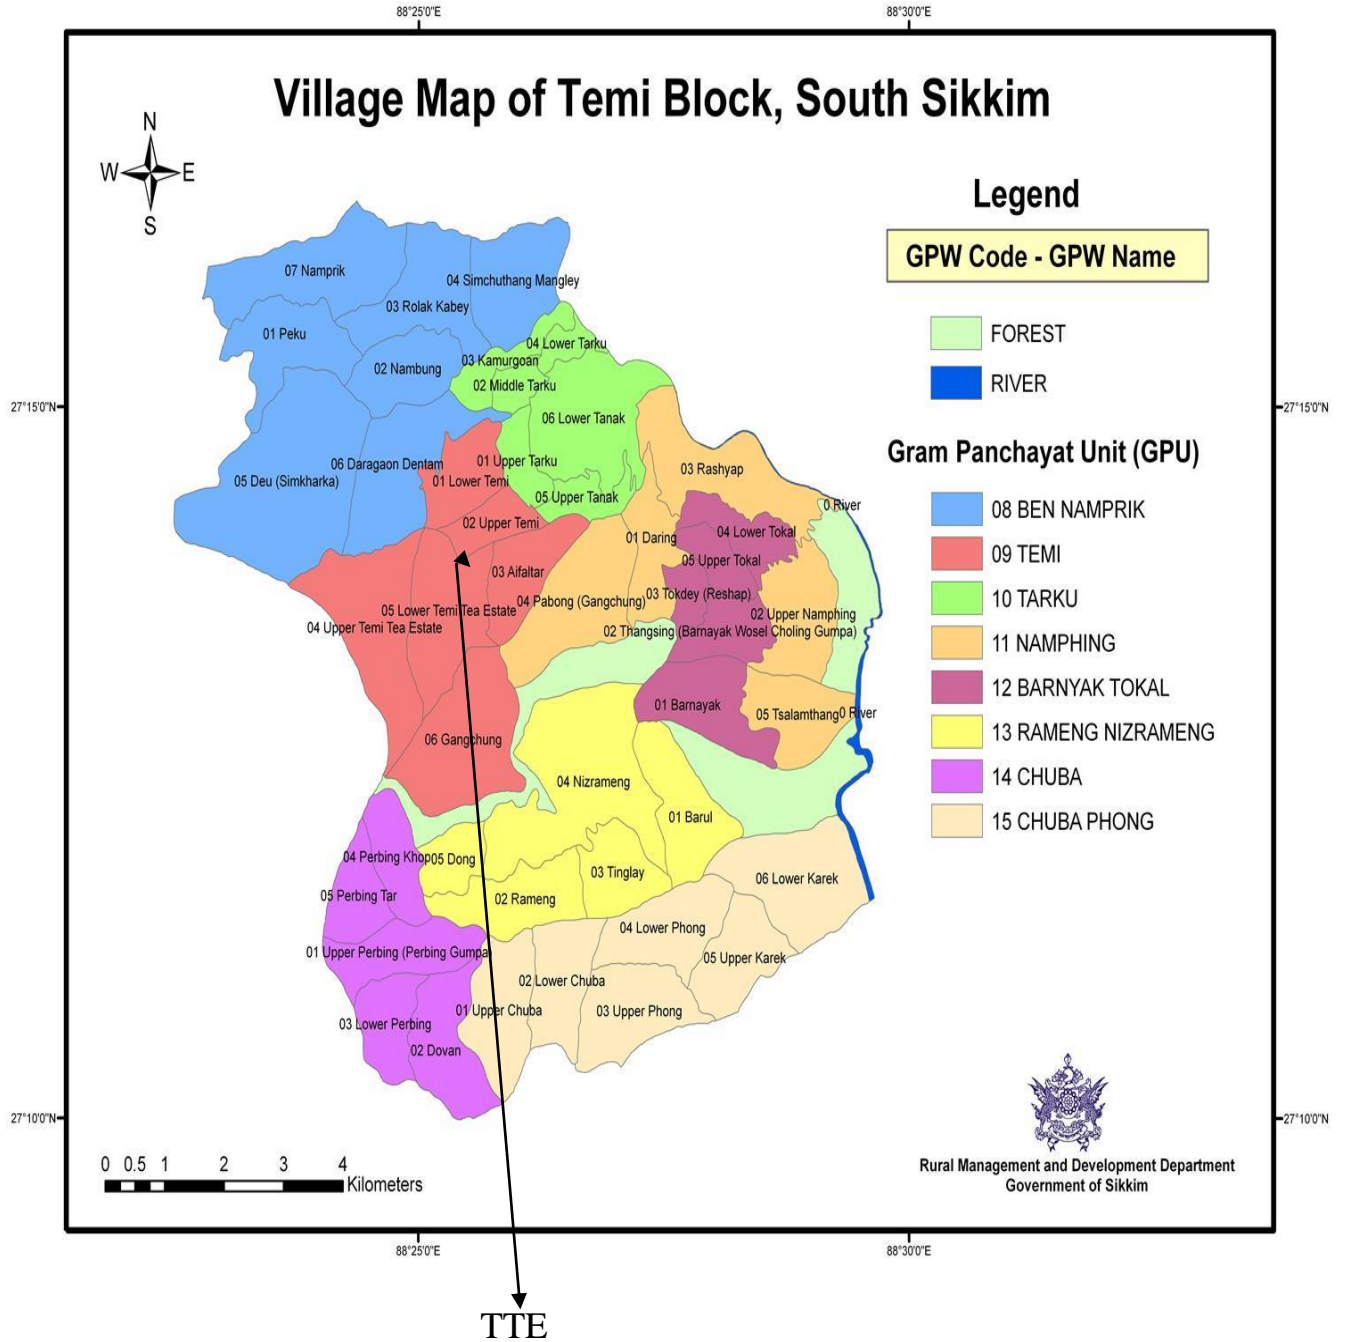 88°25'0"E
88°30'0"E
Village Map of Temi Block, South Sikkim
N
W
E
S
Legend
GPW Code - GPW Name
FOREST
RIVER
Gram Panchayat Unit (GPU)
08 BEN NAMPRIK
09 TEMI
10 TARKU
11 NAMPHING
12 BARNYAK TOKAL
13 RAMENG NIZRAMENG
14 CHUBA
15 CHUBA PHONG
27°15'0"N
27°15'0"N
07 Namprik
04 Simchuthang Mangley
03 Rolak Kabey
01 Peku
04 Lower Tarku
03 Kamurgoan
02 Nambung
02 Middle Tarku
06 Lower Tanak
06 Daragaon Dentam
01 Upper Tarku
03 Rashyap
05 Deu (Simkharka)
01 Lower Temi
05 Upper Tanak
0 River
02 Upper Temi
01 Daring
04 Lower Tokal
05 Upper Tokal
03 Aifaltar
04 Pabong (Gangchung)
03 Tokdey (Reshap)
05 Lower Temi Tea Estate
02 Upper Namphing
04 Upper Temi Tea Estate
02 Thangsing (Barnayak Wosel Choling Gumpa)
01 Barnayak
05 Tsalamthang
0 River
06 Gangchung
04 Nizrameng
01 Barul
04 Perbing Khop
05 Dong
03 Tinglay
06 Lower Karek
05 Perbing Tar
02 Rameng
04 Lower Phong
01 Upper Perbing (Perbing Gumpa)
05 Upper Karek
02 Lower Chuba
01 Upper Chuba
03 Upper Phong
03 Lower Perbing
02 Dovan
27°10'0"N
27°10'0"N
0 0.5 1 2 3 4
Kilometers
Rural Management and Development Department
Government of Sikkim
88°25'0"E
88°30'0"E
TTE